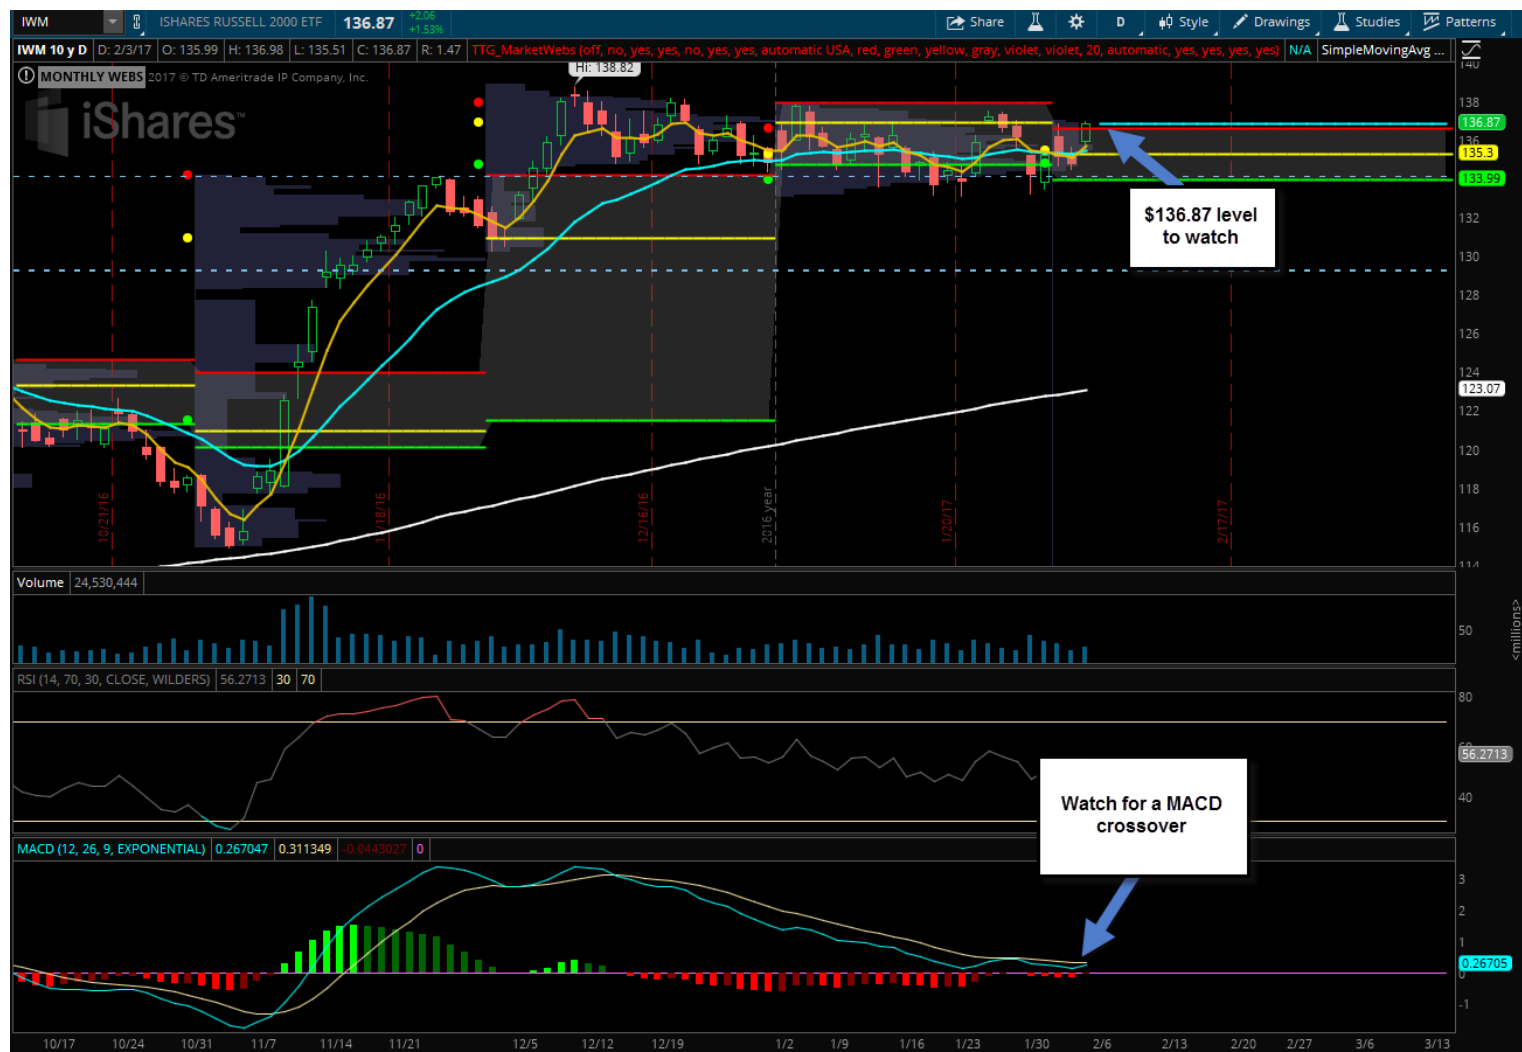 IWM
ISHARES RUSSELL 2000 ETF
136.87
+2.06
+1.53%
Share
D
Style
Drawings
Studies
Patterns
IWM 10 y D
D: 2/3/17
O: 135.99
H: 136.98
L: 135.51
C: 136.87
R: 1.47
TTG_MarketWebs (off, no, yes, yes, no, yes, yes, automatic USA, red, green, yellow, gray, violet, violet, 20, automatic, yes, yes, yes, yes)
N/A
SimpleMovingAvg ...
MONTHLY WEBS
2017 © TD Ameritrade IP Company, Inc.
iShares™
Hi: 138.82
140
138
136.87
136
135.3
133.99
132
130
128
126
124
123.07
122
120
118
116
114
$136.87 level
to watch
10/21/16
11/18/16
12/16/16
2016 year
1/20/17
2/17/17
Volume
24,530,444
50
<millions>
RSI (14, 70, 30, CLOSE, WILDERS)
56.2713
30
70
80
60
56.2713
40
Watch for a MACD
crossover
MACD (12, 26, 9, EXPONENTIAL)
0.267047
0.311349
-0.0443027
0
3
2
1
0.26705
0
-1
10/17
10/24
10/31
11/7
11/14
11/21
12/5
12/12
12/19
1/2
1/9
1/16
1/23
1/30
2/6
2/13
2/20
2/27
3/6
3/13